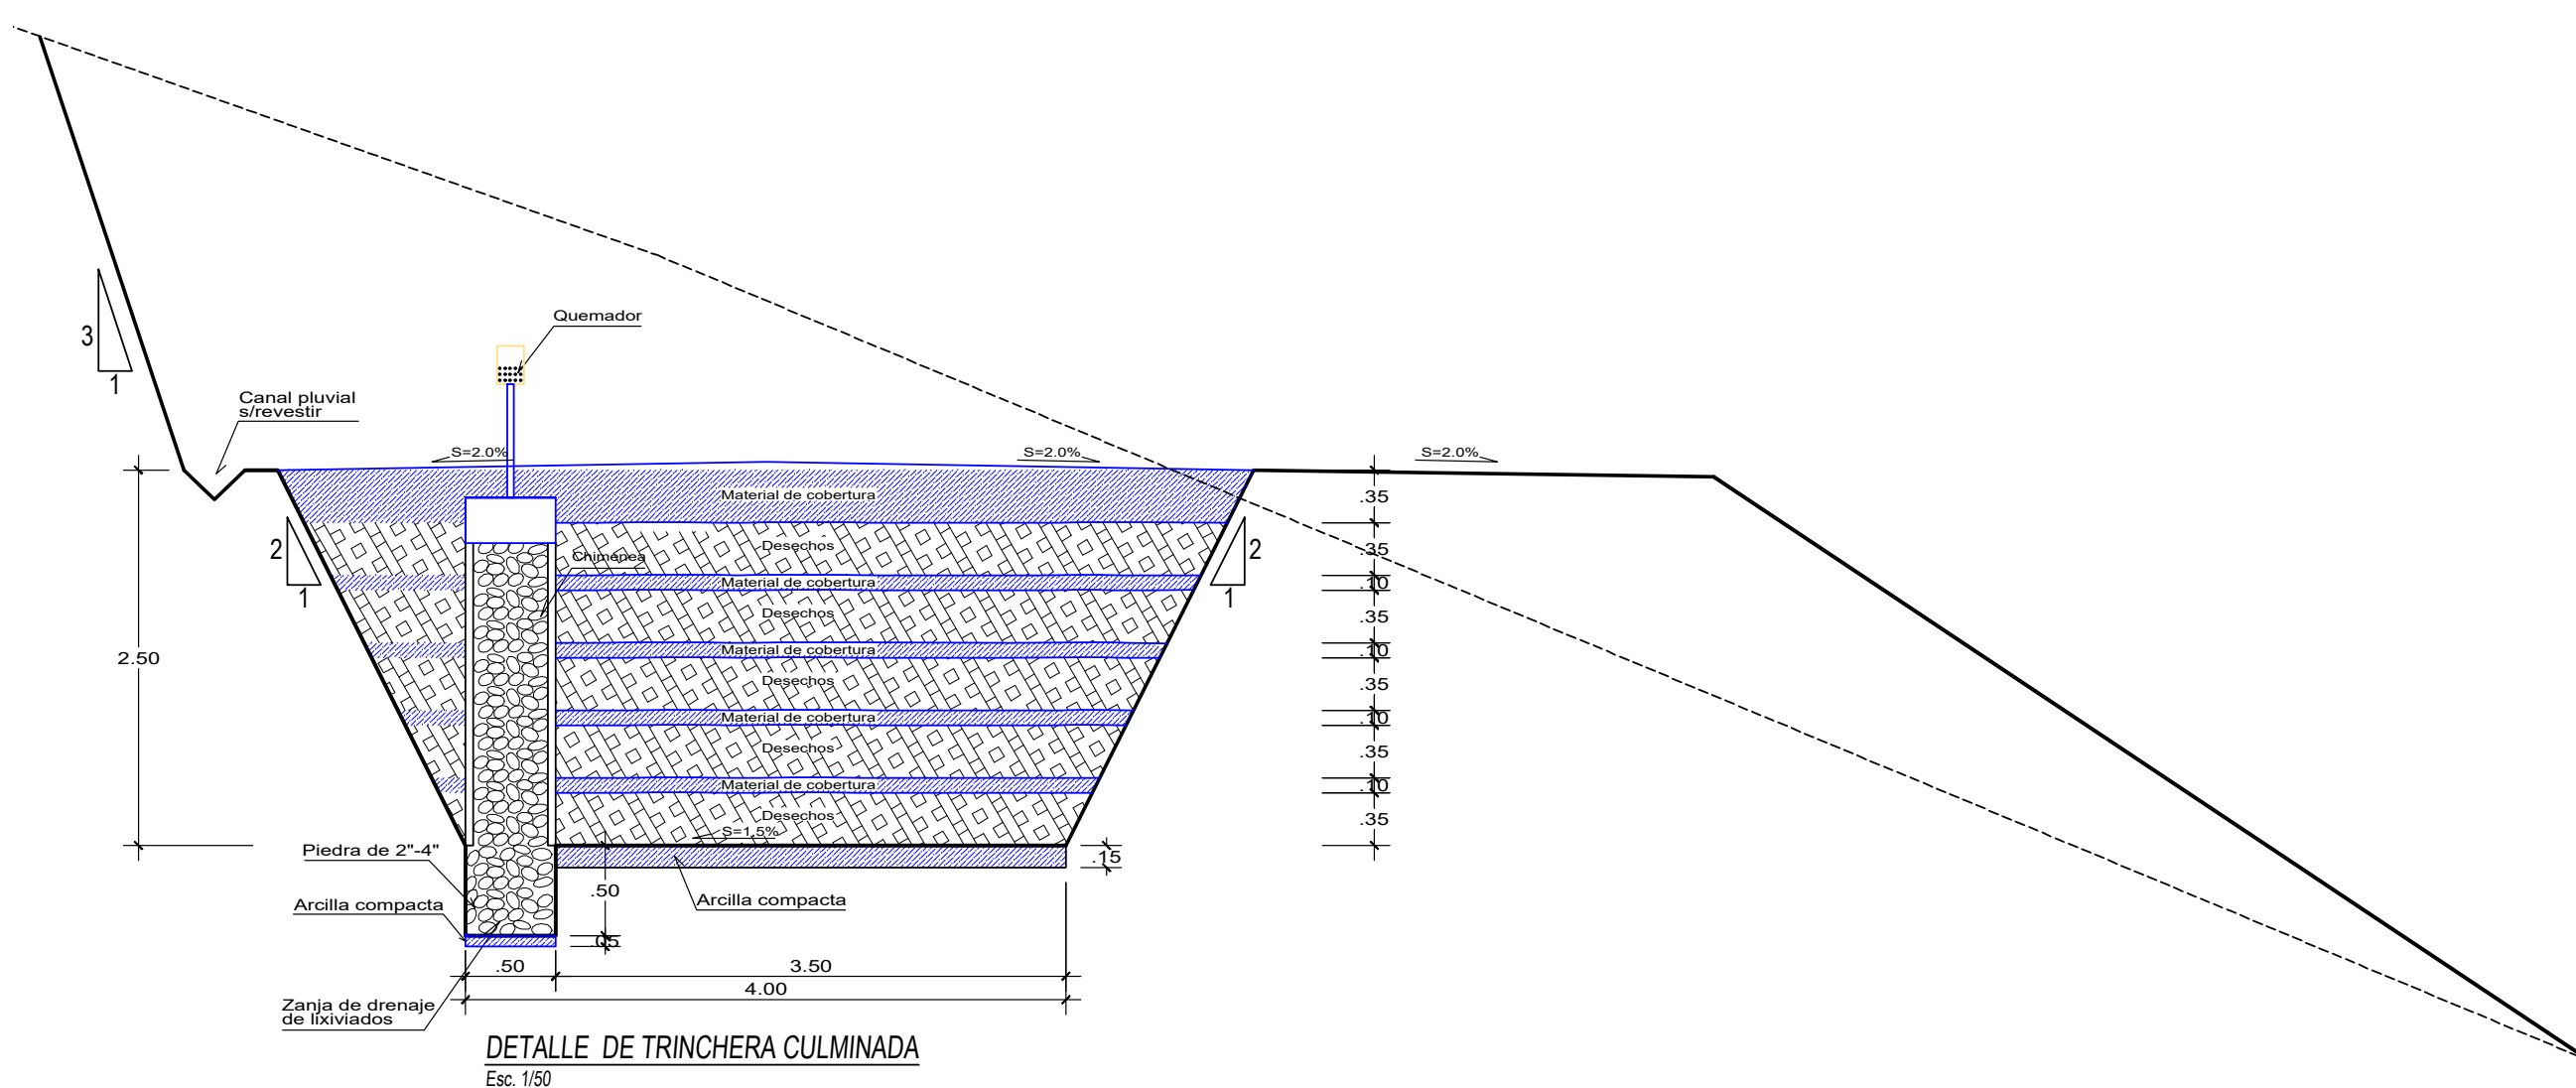 Quemador
3
1
Canal pluvial
s/revestir
S=2.0%
S=2.0%
S=2.0%
Material de cobertura
.35
2
1
Desechos
Chimenea
.35
2
1
Material de cobertura
.10
Desechos
.35
2.50
Material de cobertura
.10
Desechos
.35
Material de cobertura
.10
Desechos
.35
Material de cobertura
.10
Desechos
.35
S=1.5%
Piedra de 2"-4"
.15
.50
Arcilla compacta
Arcilla compacta
.05
.50
3.50
4.00
Zanja de drenaje
de lixiviados
DETALLE DE TRINCHERA CULMINADA
Esc. 1/50